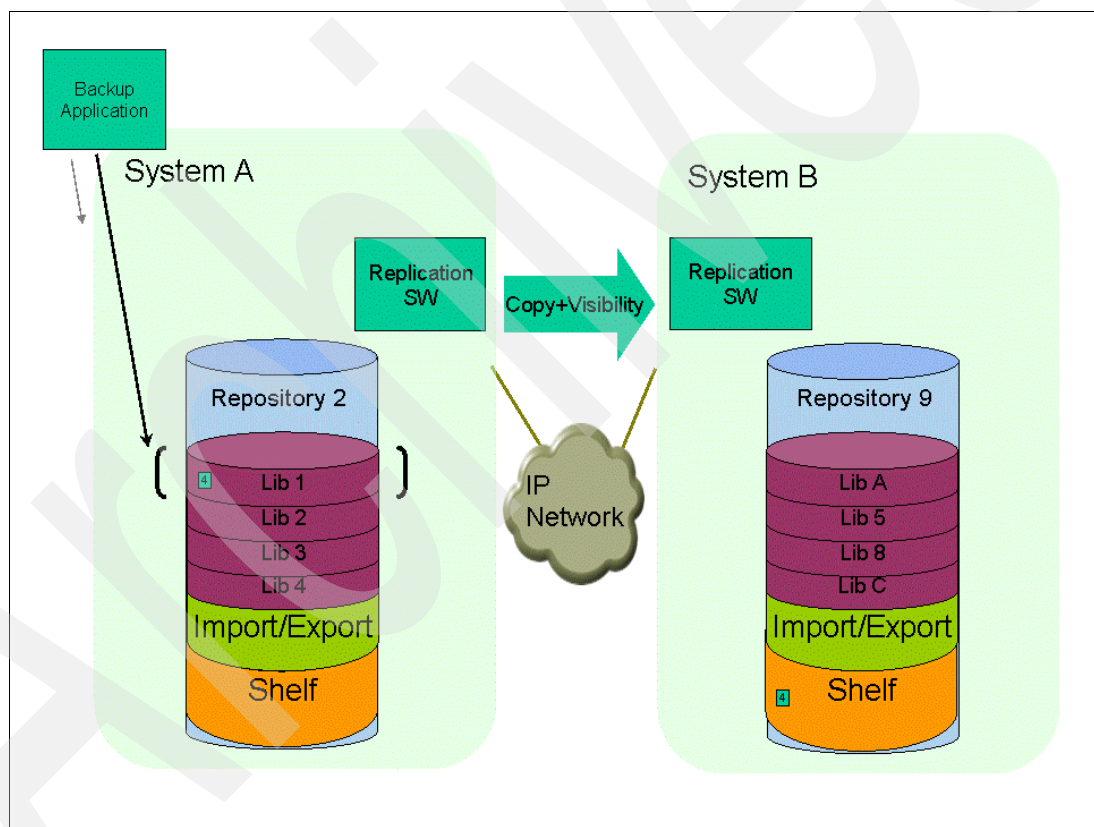 Backup
Application
System A
System B
Replication
SW
Copy+Visibility
Replication
SW
Repository 2
Repository 9
4
Lib 1
Lib 2
Lib 3
Lib 4
Import/Export
Shelf
IP
Network
Lib A
Lib 5
Lib 8
Lib C
Import/Export
4
Shelf
Archived